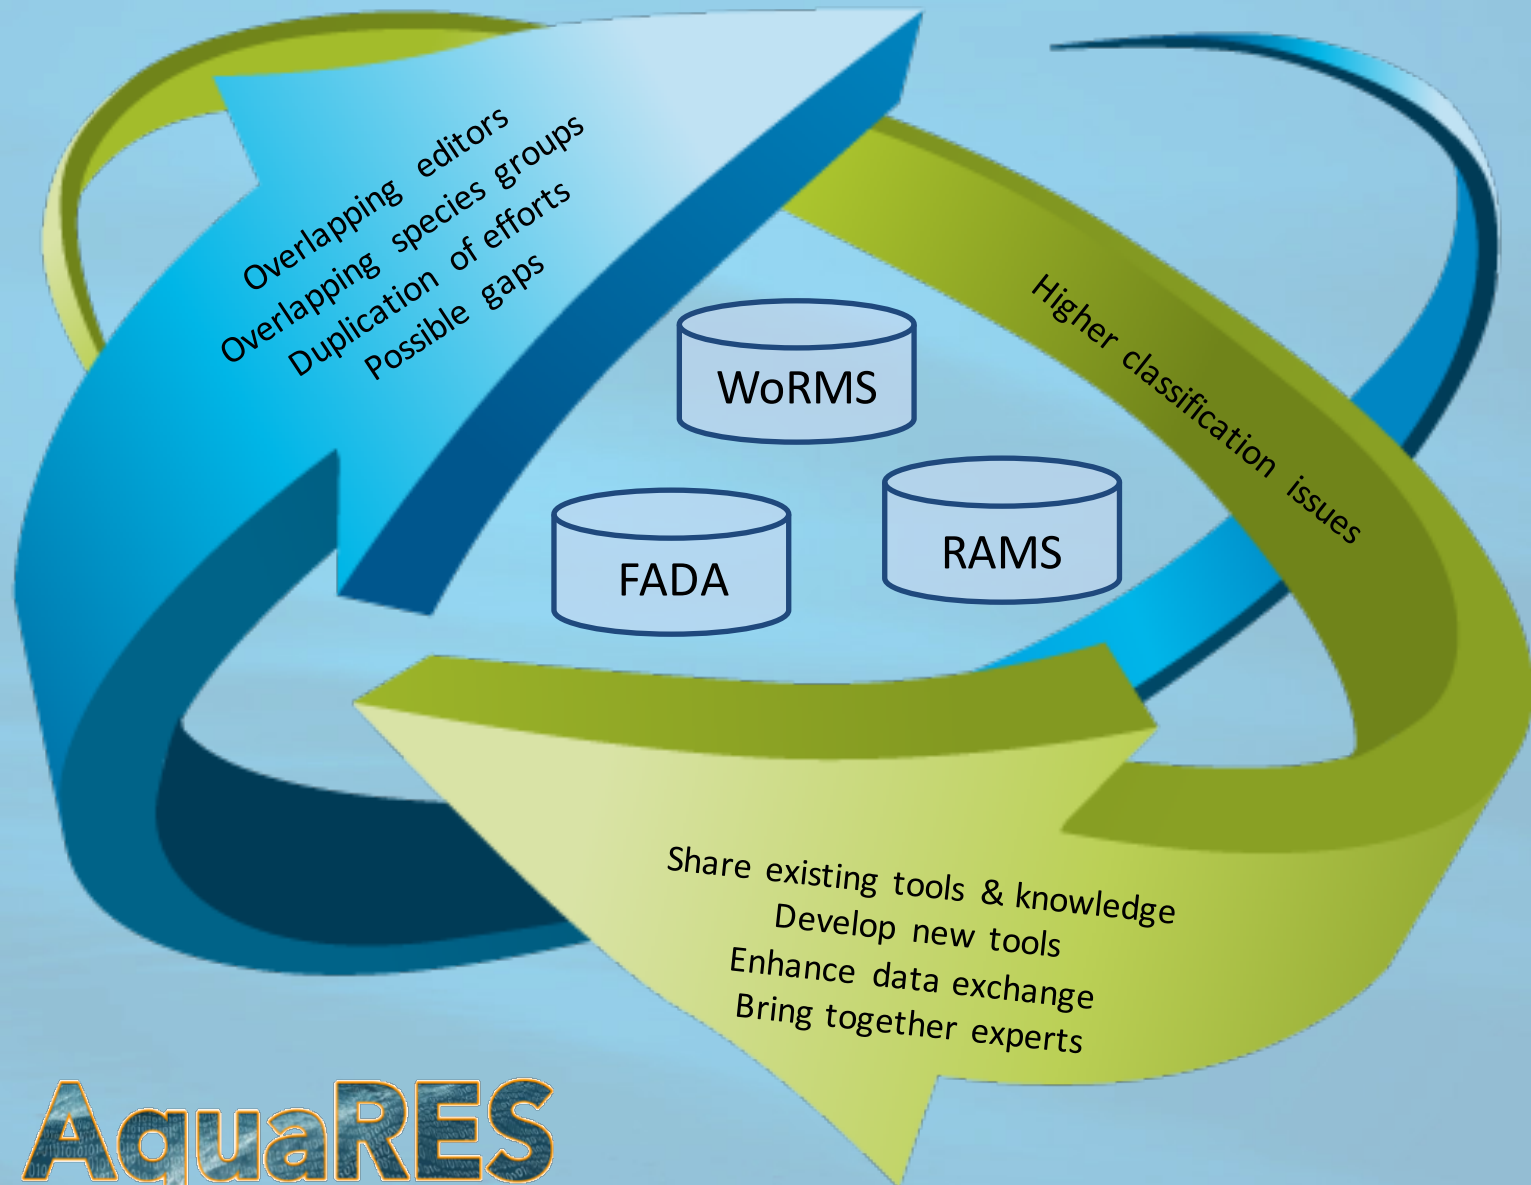 Overlapping editors
Overlapping species groups
Duplication of efforts
Possible gaps
Higher classification issues
WoRMS
RAMS
FADA
Share existing tools & knowledge
Develop new tools
Enhance data exchange
Bring together experts
AquaRES